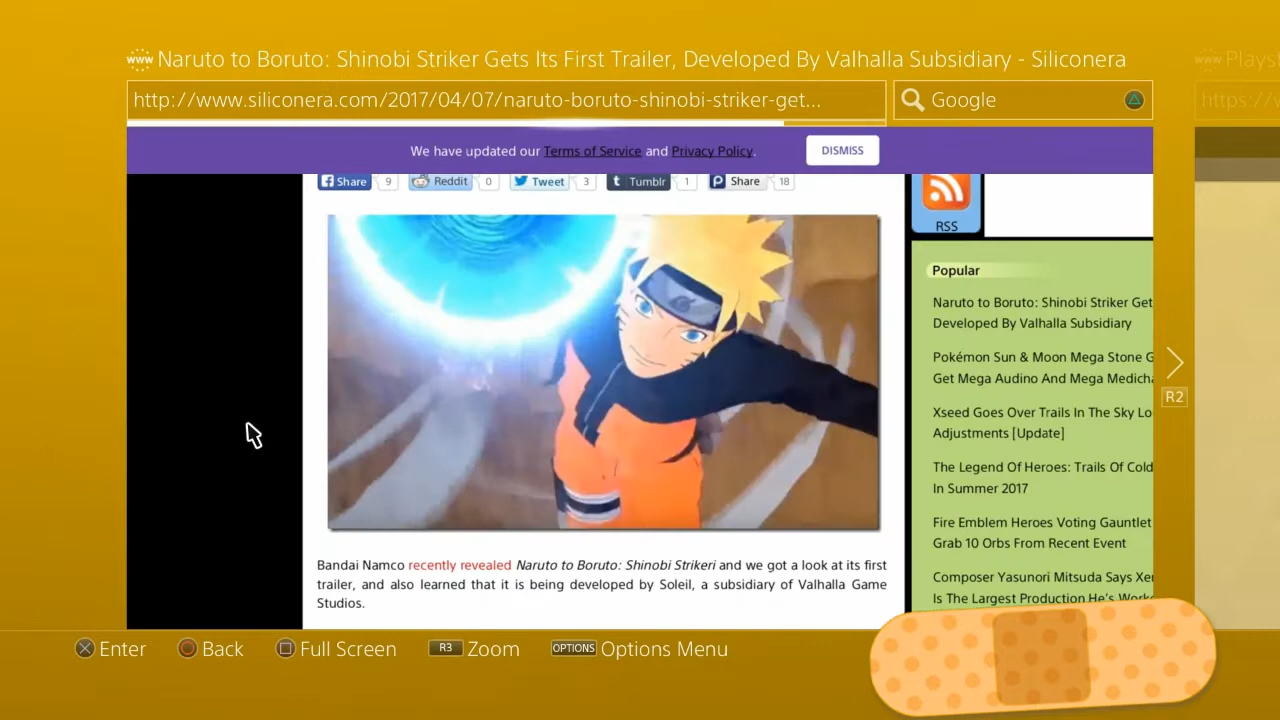 www Naruto to Boruto: Shinobi Striker Gets Its First Trailer, Developed By Valhalla Subsidiary - Siliconera
www Plays
http://www.siliconera.com/2017/04/07/naruto-boruto-shinobi-striker-get...
Google
https://
We have updated our Terms of Service and Privacy Policy.
DISMISS
Share 9
Reddit 0
Tweet 3
Tumblr 1
Share 18
RSS
Popular
Naruto to Boruto: Shinobi Striker Get
Developed By Valhalla Subsidiary
Pokémon Sun & Moon Mega Stone G
Get Mega Audino And Mega Medicha
Xseed Goes Over Trails In The Sky Lo
Adjustments [Update]
The Legend Of Heroes: Trails Of Cold
In Summer 2017
Fire Emblem Heroes Voting Gauntlet
Grab 10 Orbs From Recent Event
Composer Yasunori Mitsuda Says Xe
Is The Largest Production He's Work
R2
Bandai Namco recently revealed Naruto to Boruto: Shinobi Strikeri and we got a look at its first
trailer, and also learned that it is being developed by Soleil, a subsidiary of Valhalla Game
Studios.
Enter
Back
Full Screen
R3 Zoom
OPTIONS Options Menu